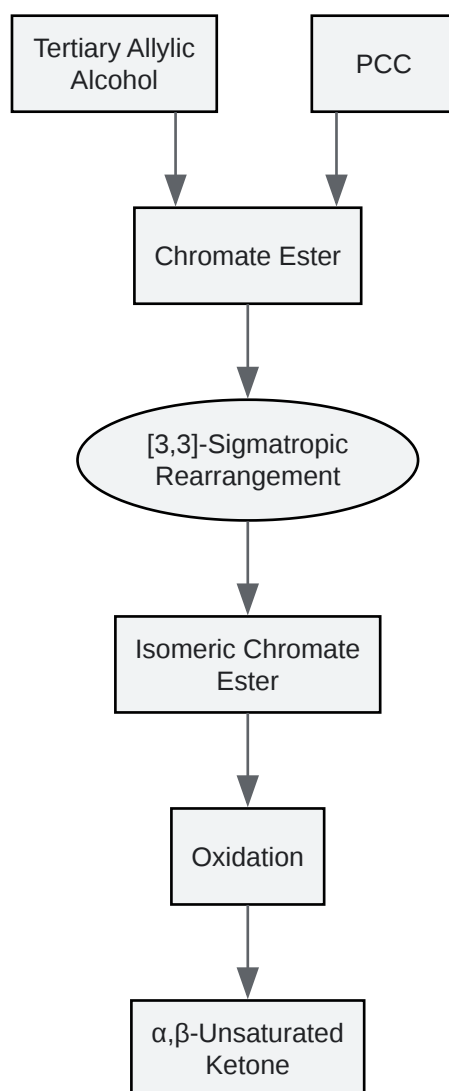 Tertiary Allylic
Alcohol
PCC
Chromate Ester
[3,3]-Sigmatropic
Rearrangement
Isomeric Chromate
Ester
Oxidation
α,β-Unsaturated
Ketone